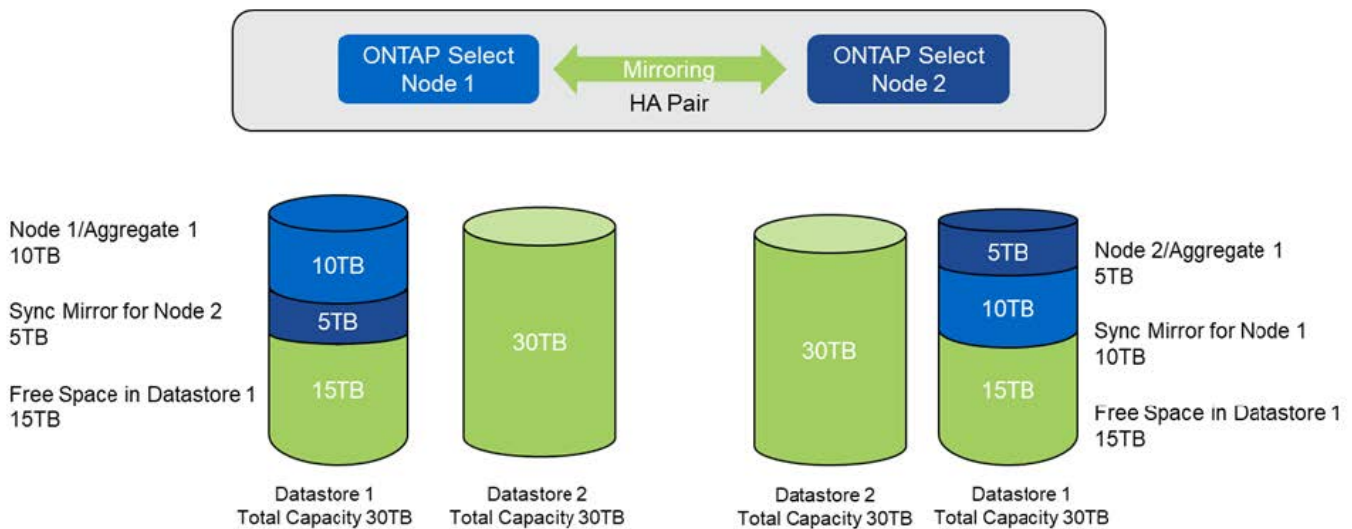 ONTAP Select
Node 1
Mirroring
HA Pair
ONTAP Select
Node 2
Node 1/Aggregate 1
10TB
Sync Mirror for Node 2
5TB
Free Space in Datastore 1
15TB
10TB
5TB
15TB
30TB
30TB
5TB
10TB
15TB
Node 2/Aggregate 1
5TB
Sync Mirror for Node 1
10TB
Free Space in Datastore 1
15TB
Datastore 1
Total Capacity 30TB
Datastore 2
Total Capacity 30TB
Datastore 2
Total Capacity 30TB
Datastore 1
Total Capacity 30TB